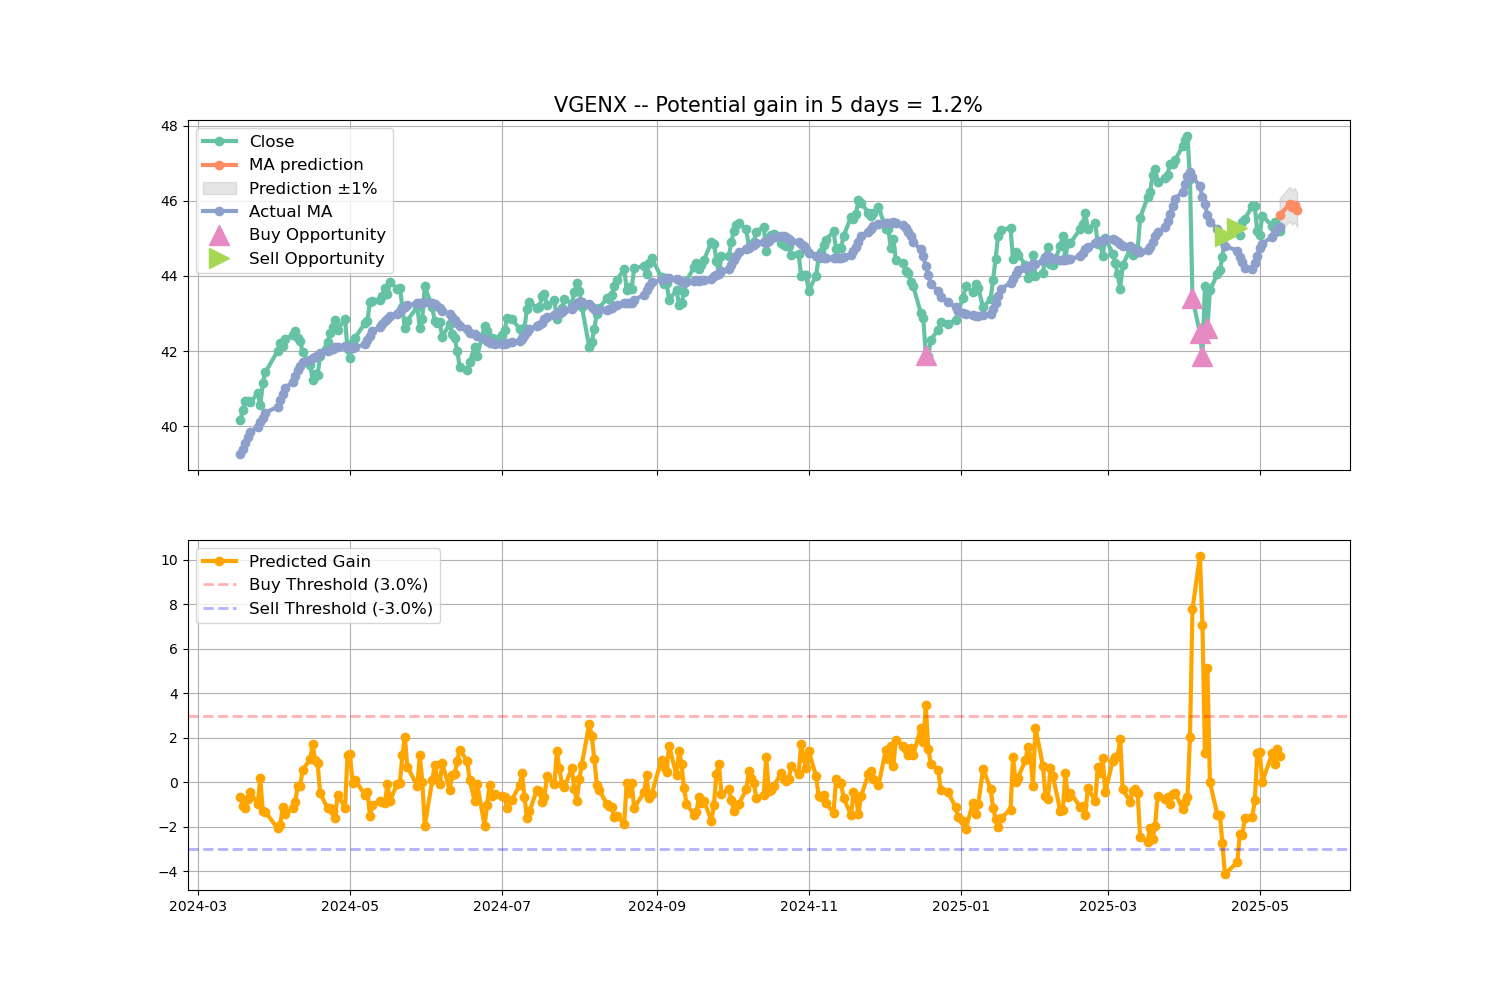 VGENX -- Potential gain in 5 days = 1.2%
48
46
44
42
40
Close
MA prediction
Prediction ±1%
Actual MA
Buy Opportunity
Sell Opportunity
10
8
6
4
2
0
−2
−4
Predicted Gain
Buy Threshold (3.0%)
Sell Threshold (-3.0%)
2024-03
2024-05
2024-07
2024-09
2024-11
2025-01
2025-03
2025-05